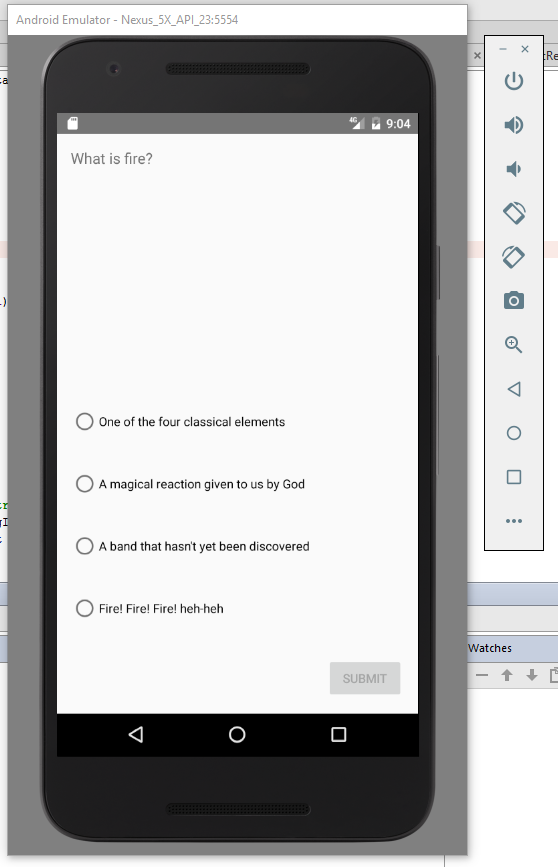 Android Emulator - Nexus_5X_API_23:5554
4G 9:04
What is fire?
One of the four classical elements
A magical reaction given to us by God
A band that hasn't yet been discovered
Fire! Fire! Fire! heh-heh
SUBMIT
Watches